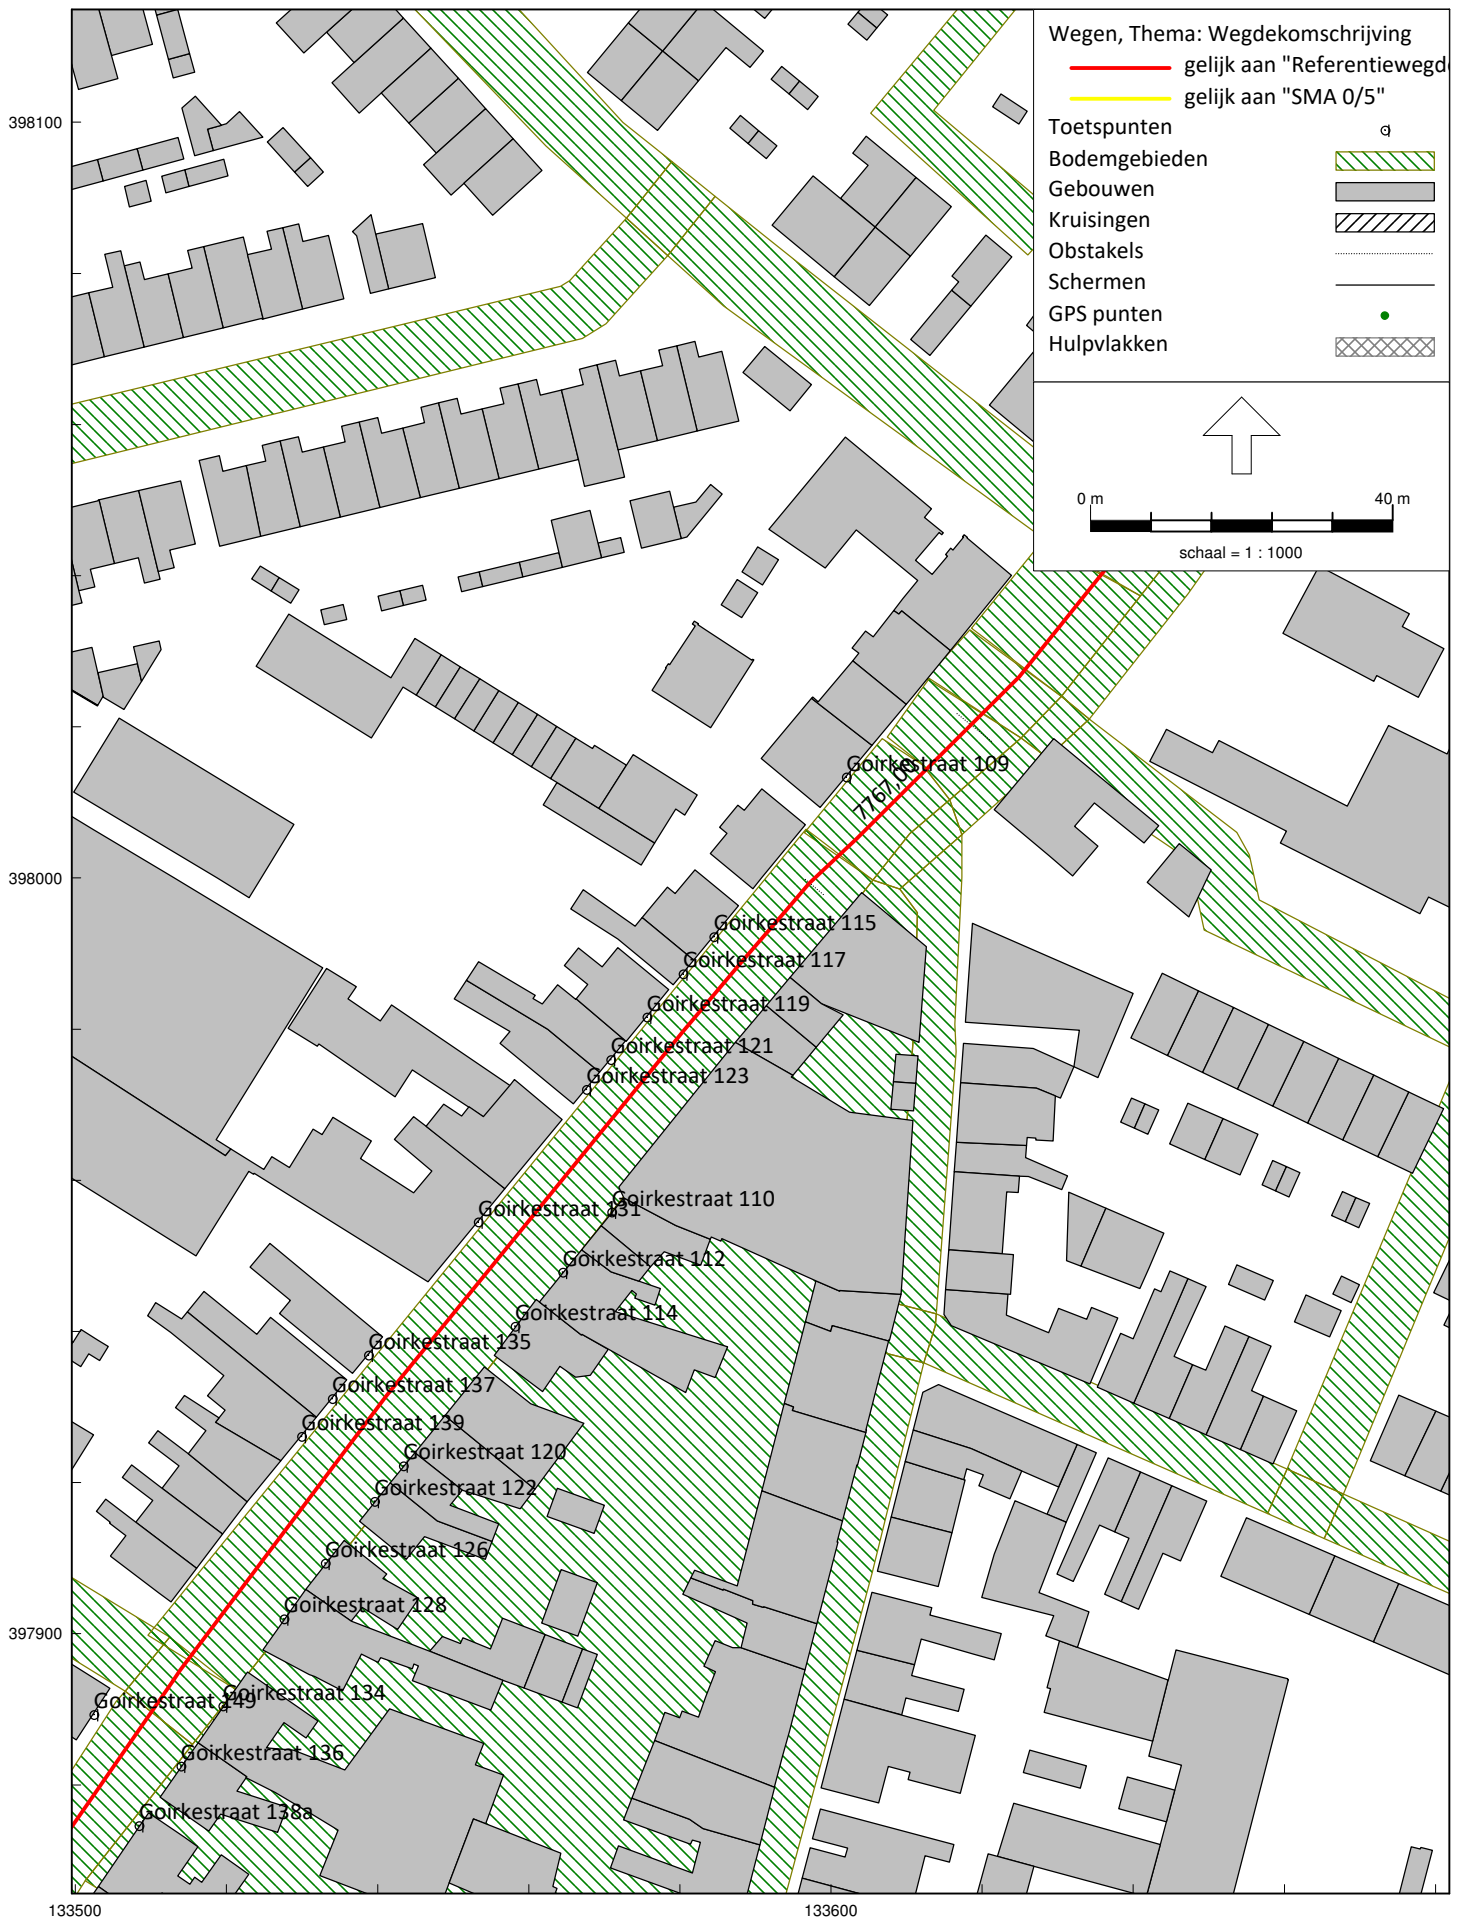 Wegen, Thema: Wegdekomschrijving
gelijk aan "Referentiewegd
gelijk aan "SMA 0/5"
Toetspunten
Bodemgebieden
Gebouwen
Kruisingen
Obstakels
Schermen
GPS punten
Hulpvlakken
0 m 40 m
schaal = 1 : 1000
398100
398000
397900
133500 133600
Goirkestraat 109
7767,00
Goirkestraat 115
Goirkestraat 117
Goirkestraat 119
Goirkestraat 121
Goirkestraat 123
Goirkestraat 110
Goirkestraat 131
Goirkestraat 112
Goirkestraat 114
Goirkestraat 135
Goirkestraat 137
Goirkestraat 139
Goirkestraat 120
Goirkestraat 122
Goirkestraat 126
Goirkestraat 128
Goirkestraat 134
Goirkestraat 149
Goirkestraat 136
Goirkestraat 138a